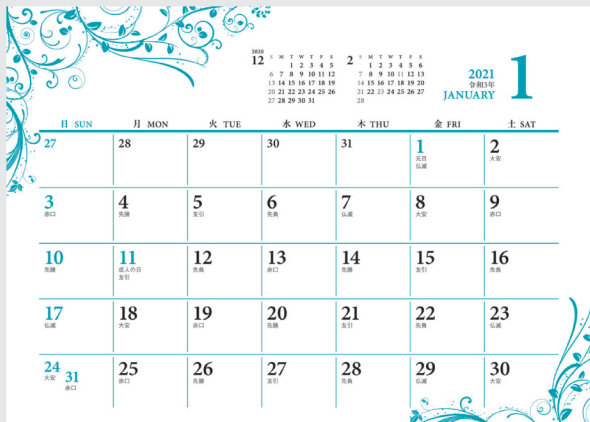 2020
12 S M T W T F S
1 2 3 4 5
6 7 8 9 10 11 12
13 14 15 16 17 18 19
20 21 22 23 24 25 26
27 28 29 30 31
2 S M T W T F S
1 2 3 4 5 6
7 8 9 10 11 12 13
14 15 16 17 18 19 20
21 22 23 24 25 26 27
28
2021
令和3年
JANUARY
1
日 SUN 月 MON 火 TUE 水 WED 木 THU 金 FRI 土 SAT
27 28 29 30 31 1 2
元日 大安
仏滅
3 4 5 6 7 8 9
赤口 先勝 友引 先負 仏滅 大安 赤口
10 11 12 13 14 15 16
先勝 成人の日 先負 赤口 先勝 友引 先負
友引
17 18 19 20 21 22 23
仏滅 大安 赤口 先勝 友引 先負 仏滅
24 31 25 26 27 28 29 30
大安 赤口 赤口 先勝 友引 先負 仏滅 大安